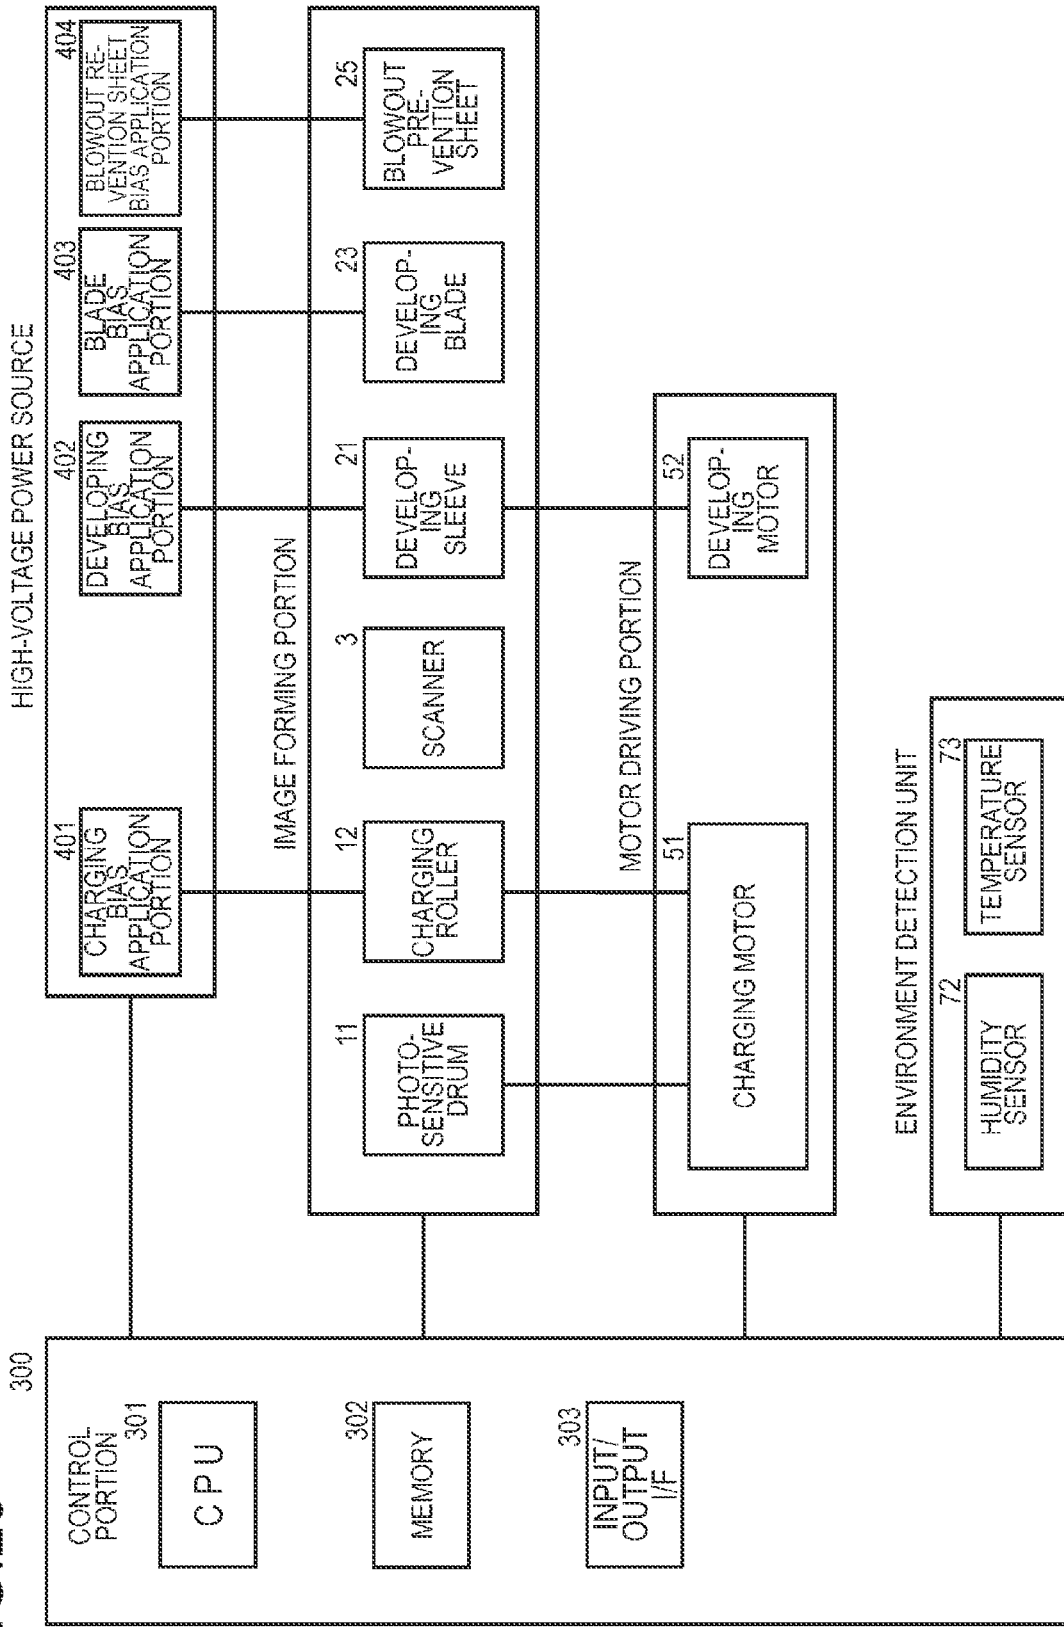 300
CONTROL
PORTION
301
CPU
302
MEMORY
303
INPUT/
OUTPUT
I/F
HIGH-VOLTAGE POWER SOURCE
401
CHARGING
BIAS
APPLICATION
PORTION
402
DEVELOPING
BIAS
APPLICATION
PORTION
403
BLADE
BIAS
APPLICATION
PORTION
404
BLOWOUT RE-
VENTION SHEET
BIAS APPLICATION
PORTION
IMAGE FORMING PORTION
11
PHOTO-
SENSITIVE
DRUM
12
CHARGING
ROLLER
3
SCANNER
21
DEVELOP-
ING
SLEEVE
23
DEVELOP-
ING
BLADE
25
BLOWOUT
PRE-
VENTION
SHEET
MOTOR DRIVING PORTION
51
CHARGING MOTOR
52
DEVELOP-
ING
MOTOR
ENVIRONMENT DETECTION UNIT
72
HUMIDITY
SENSOR
73
TEMPERATURE
SENSOR